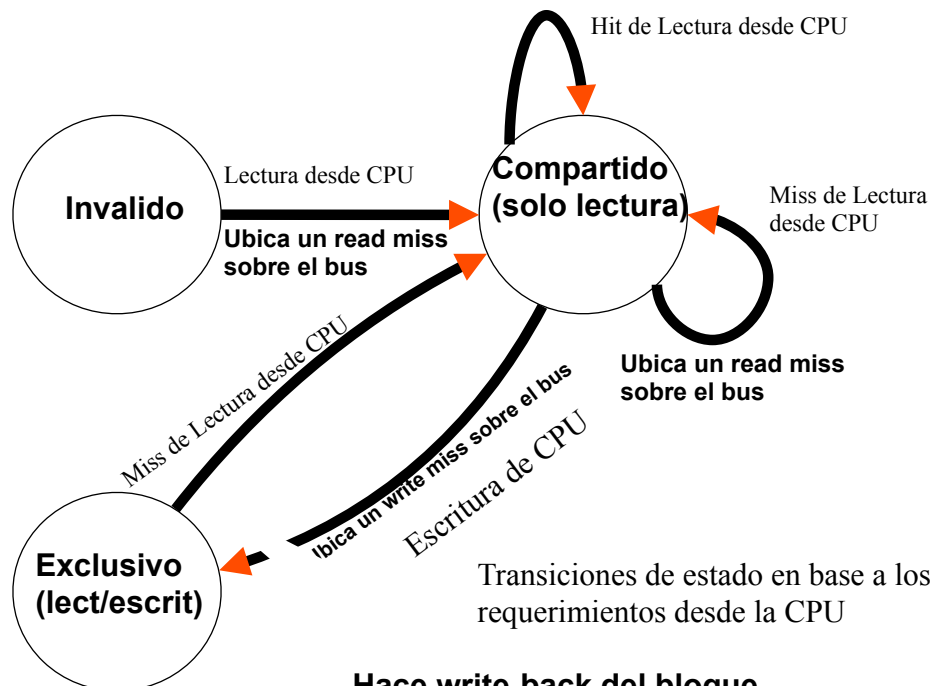 Hit de Lectura desde CPU
Invalido
Lectura desde CPU
Ubica un read miss
sobre el bus
Compartido
(solo lectura)
Miss de Lectura
desde CPU
Ubica un read miss
sobre el bus
Miss de Lectura desde CPU
bica un write miss sobre el bus
Escritura de CPU
Exclusivo
(lect/escrit)
Transiciones de estado en base a los
requerimientos desde la CPU
Hace write-back del bloque